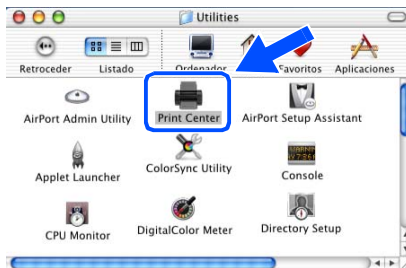 Utilities
Retroceder Listado Ordenador Favoritos Aplicaciones
AirPort Admin Utility Print Center AirPort Setup Assistant
Applet Launcher ColorSync Utility Console
CPU Monitor DigitalColor Meter Directory Setup